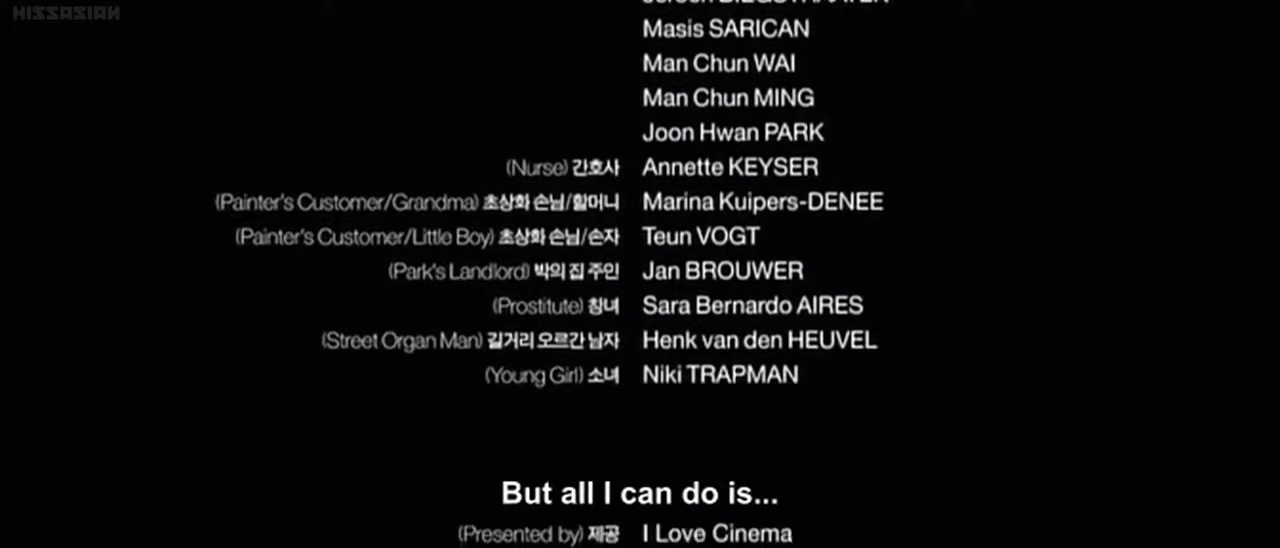 KISSASIAN
Masis SARICAN
Man Chun WAI
Man Chun MING
Joon Hwan PARK
(Nurse) 간호사 Annette KEYSER
(Painter's Customer/Grandma) 초상화 손님/할머니 Marina Kuipers-DENEE
(Painter's Customer/Little Boy) 초상화 손님/손자 Teun VOGT
(Park's Landlord) 박의 집 주인 Jan BROUWER
(Prostitute) 창녀 Sara Bernardo AIRES
(Street Organ Man) 길거리 오르간 남자 Henk van den HEUVEL
(Young Girl) 소녀 Niki TRAPMAN
But all I can do is...
(Presented by) 제공 I Love Cinema